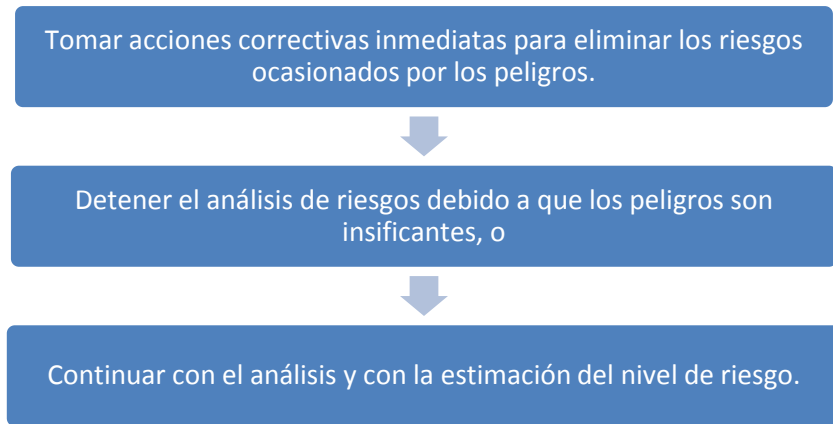 Tomar acciones correctivas inmediatas para eliminar los riesgos
ocasionados por los peligros.
Detener el análisis de riesgos debido a que los peligros son
insificantes, o
Continuar con el análisis y con la estimación del nivel de riesgo.